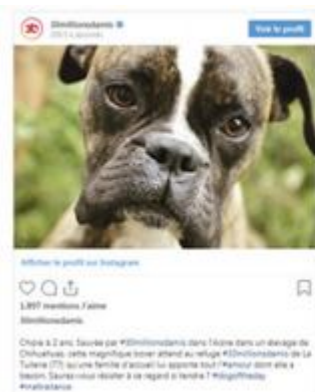 30millionsdamis
Voir le profil
Afficher le profil sur Instagram
1,897 mentions J'aime
30millionsdamis
Chipie à 2 ans. Sauvée par #30millionsdamis dans l'Aisne dans un élevage de
Chihuahuas, cette magnifique boxer attend au refuge #30millionsdamis de La
Tuilerie (77) qu'une famille d'accueil lui apporte tout l'#amour dont elle a
besoin. Saurez-vous résister à ce regard si tendre ? #dogoftheday
#maltraitance